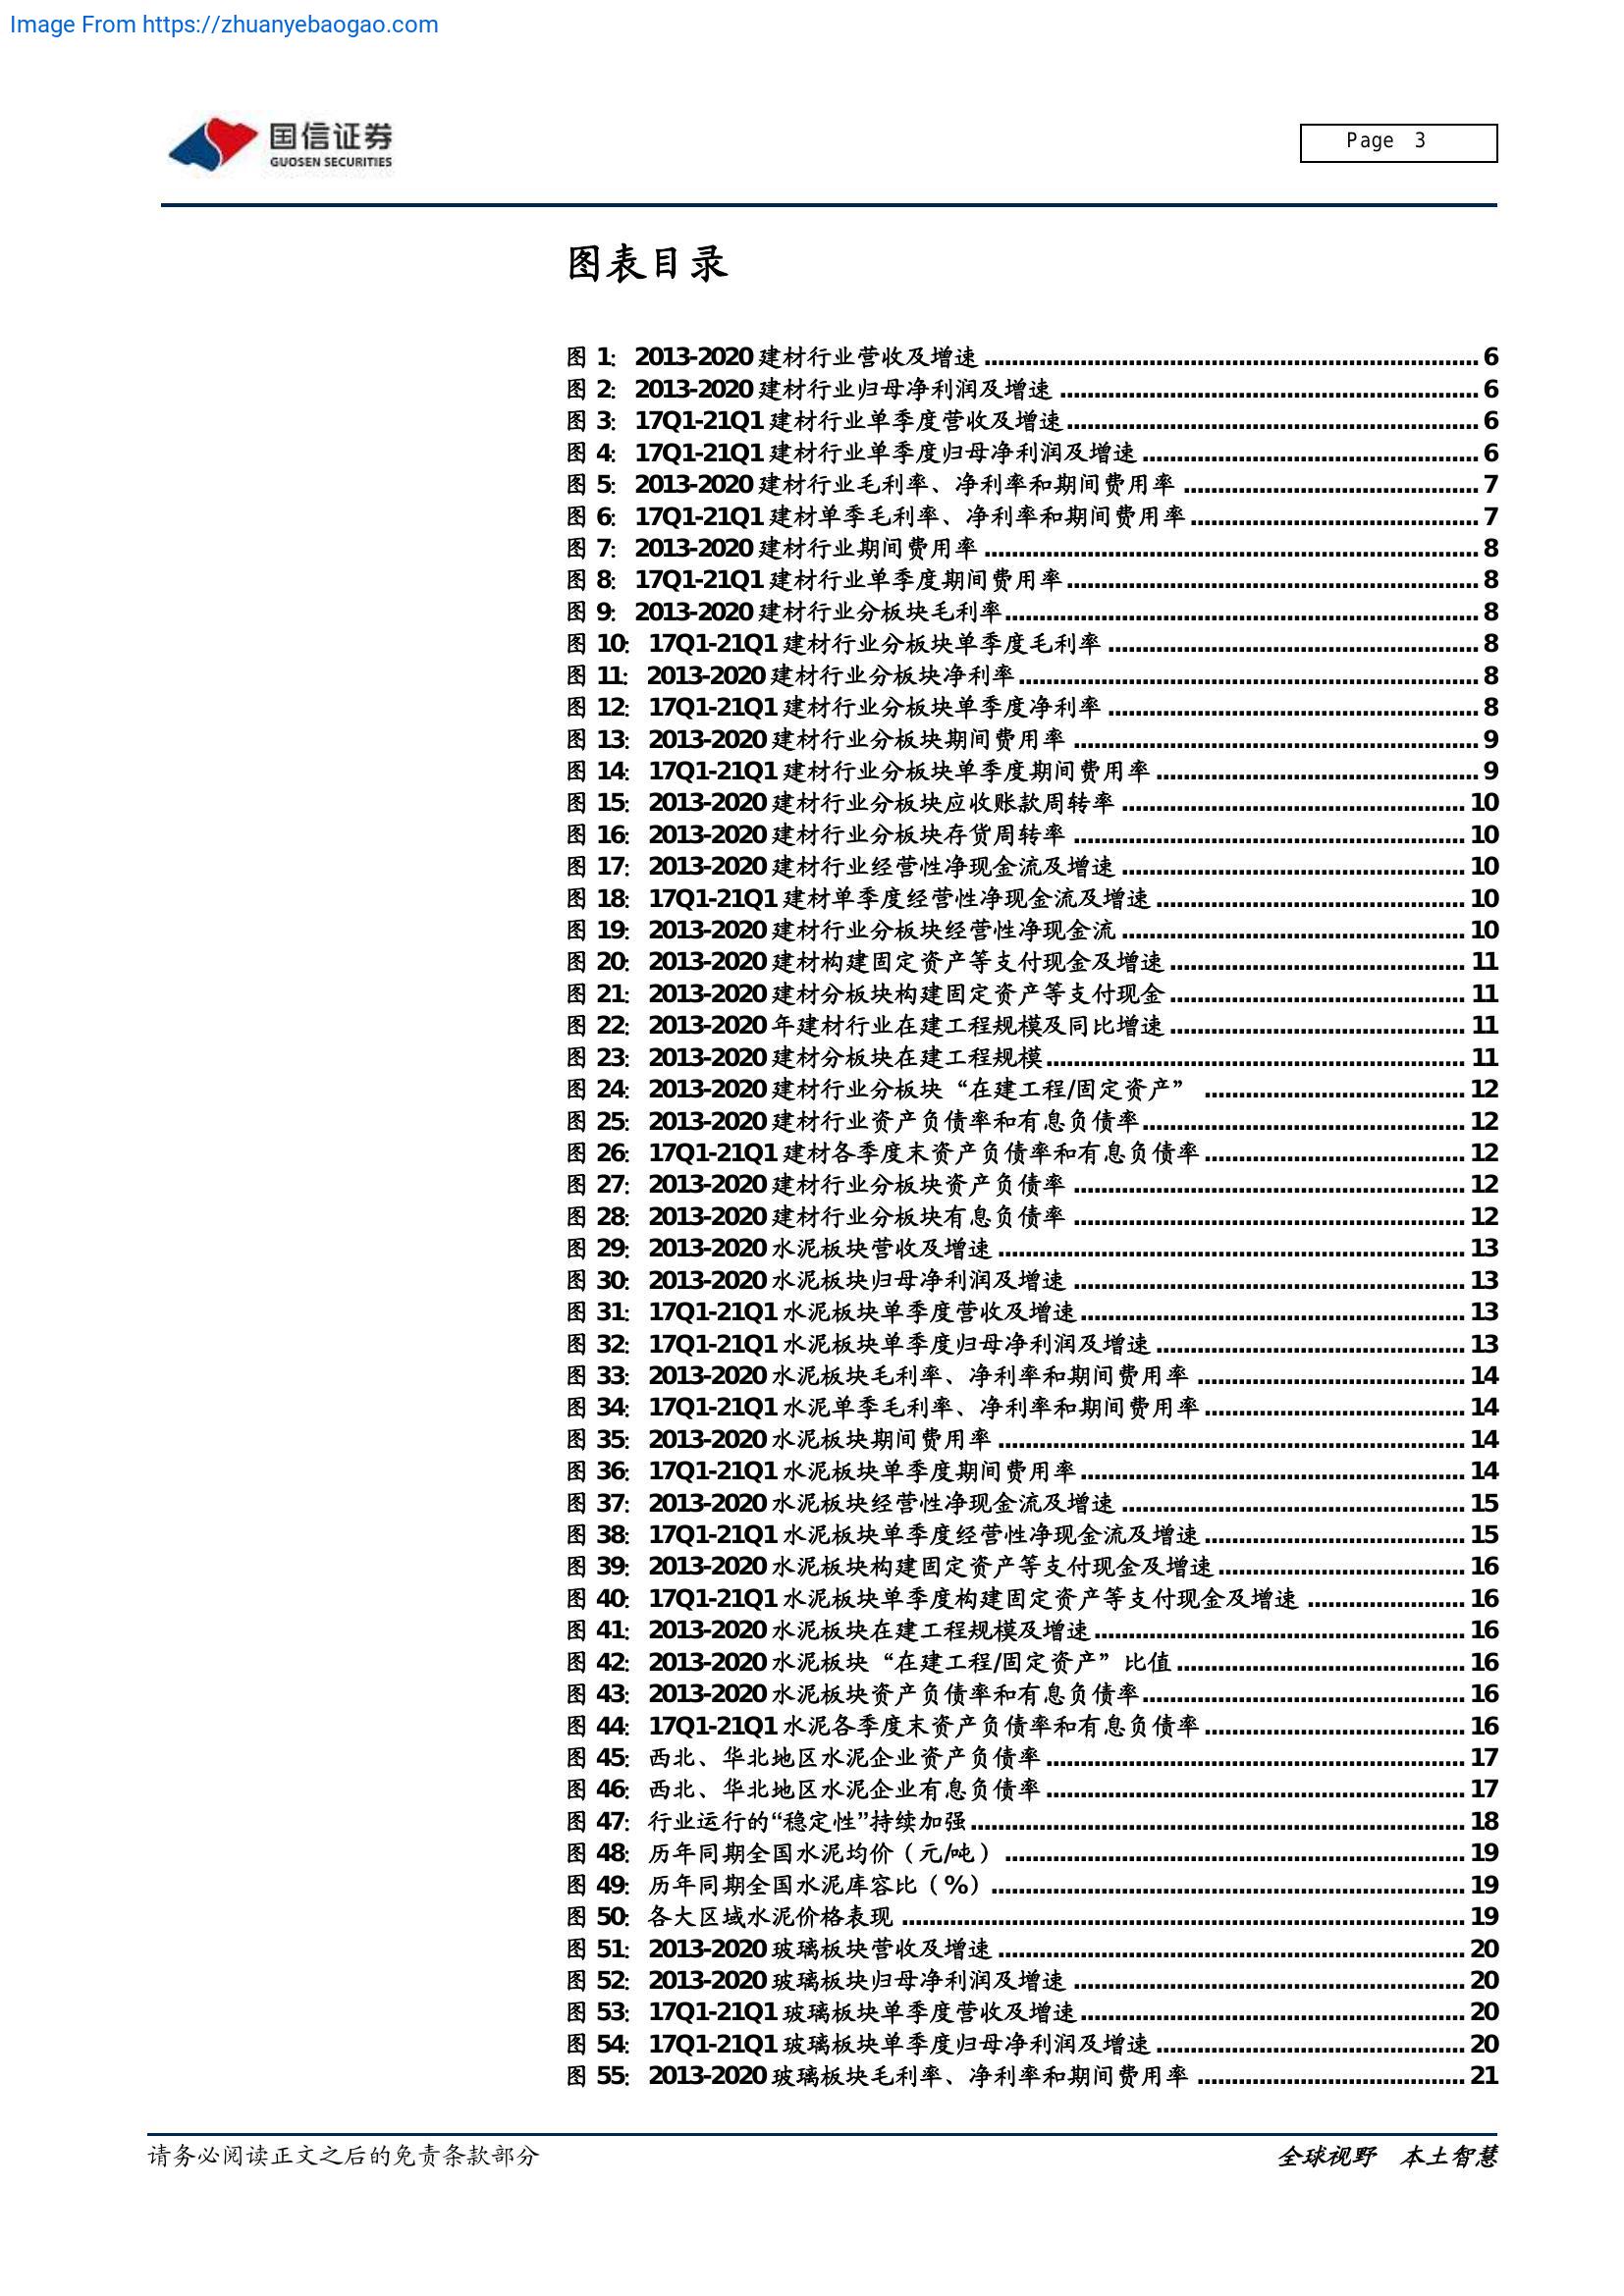 Image From https://zhuanyebaogao.com
国信证券
GUOSEN SECURITIES
Page 3
图表目录
图 1: 2013-2020 建材行业营收及增速 6
图 2: 2013-2020 建材行业归母净利润及增速 6
图 3: 17Q1-21Q1 建材行业单季度营收及增速 6
图 4: 17Q1-21Q1 建材行业单季度归母净利润及增速 6
图 5: 2013-2020 建材行业毛利率、净利率和期间费用率 7
图 6: 17Q1-21Q1 建材单季毛利率、净利率和期间费用率 7
图 7: 2013-2020 建材行业期间费用率 8
图 8: 17Q1-21Q1 建材行业单季度期间费用率 8
图 9: 2013-2020 建材行业分板块毛利率 8
图 10: 17Q1-21Q1 建材行业分板块单季度毛利率 8
图 11: 2013-2020 建材行业分板块净利率 8
图 12: 17Q1-21Q1 建材行业分板块单季度净利率 8
图 13: 2013-2020 建材行业分板块期间费用率 9
图 14: 17Q1-21Q1 建材行业分板块单季度期间费用率 9
图 15: 2013-2020 建材行业分板块应收账款周转率 10
图 16: 2013-2020 建材行业分板块存货周转率 10
图 17: 2013-2020 建材行业经营性净现金流及增速 10
图 18: 17Q1-21Q1 建材单季度经营性净现金流及增速 10
图 19: 2013-2020 建材行业分板块经营性净现金流 10
图 20: 2013-2020 建材构建固定资产等支付现金及增速 11
图 21: 2013-2020 建材分板块构建固定资产等支付现金 11
图 22: 2013-2020 年建材行业在建工程规模及同比增速 11
图 23: 2013-2020 建材分板块在建工程规模 11
图 24: 2013-2020 建材行业分板块“在建工程/固定资产” 12
图 25: 2013-2020 建材行业资产负债率和有息负债率 12
图 26: 17Q1-21Q1 建材各季度末资产负债率和有息负债率 12
图 27: 2013-2020 建材行业分板块资产负债率 12
图 28: 2013-2020 建材行业分板块有息负债率 12
图 29: 2013-2020 水泥板块营收及增速 13
图 30: 2013-2020 水泥板块归母净利润及增速 13
图 31: 17Q1-21Q1 水泥板块单季度营收及增速 13
图 32: 17Q1-21Q1 水泥板块单季度归母净利润及增速 13
图 33: 2013-2020 水泥板块毛利率、净利率和期间费用率 14
图 34: 17Q1-21Q1 水泥单季毛利率、净利率和期间费用率 14
图 35: 2013-2020 水泥板块期间费用率 14
图 36: 17Q1-21Q1 水泥板块单季度期间费用率 14
图 37: 2013-2020 水泥板块经营性净现金流及增速 15
图 38: 17Q1-21Q1 水泥板块单季度经营性净现金流及增速 15
图 39: 2013-2020 水泥板块构建固定资产等支付现金及增速 16
图 40: 17Q1-21Q1 水泥板块单季度构建固定资产等支付现金及增速 16
图 41: 2013-2020 水泥板块在建工程规模及增速 16
图 42: 2013-2020 水泥板块“在建工程/固定资产”比值 16
图 43: 2013-2020 水泥板块资产负债率和有息负债率 16
图 44: 17Q1-21Q1 水泥各季度末资产负债率和有息负债率 16
图 45: 西北、华北地区水泥企业资产负债率 17
图 46: 西北、华北地区水泥企业有息负债率 17
图 47: 行业运行的“稳定性”持续加强 18
图 48: 历年同期全国水泥均价（元/吨） 19
图 49: 历年同期全国水泥库容比（%） 19
图 50: 各大区域水泥价格表现 19
图 51: 2013-2020 玻璃板块营收及增速 20
图 52: 2013-2020 玻璃板块归母净利润及增速 20
图 53: 17Q1-21Q1 玻璃板块单季度营收及增速 20
图 54: 17Q1-21Q1 玻璃板块单季度归母净利润及增速 20
图 55: 2013-2020 玻璃板块毛利率、净利率和期间费用率 21
请务必阅读正文之后的免责条款部分
全球视野 本土智慧